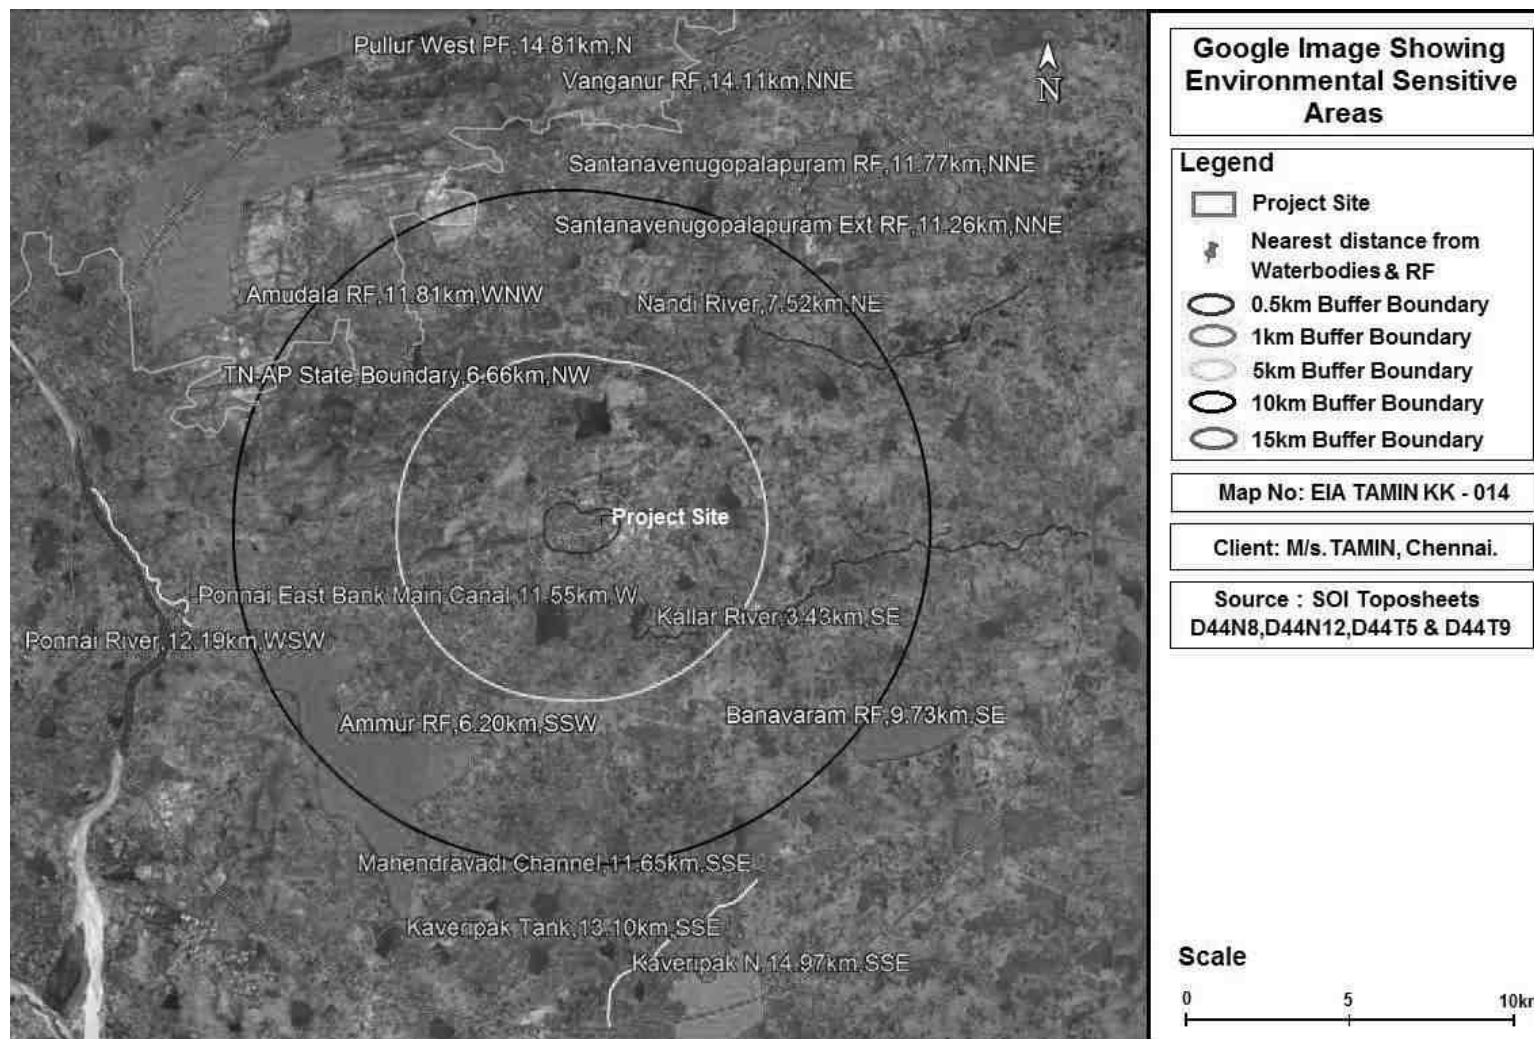 Pullur West PF,14.81km,N
Vanganur RF,14.11km,NNE
N
Santanavenugopalapuram RF,11.77km,NNE
Santanavenugopalapuram Ext RF,11.26km,NNE
Amudala RF,11.81km,WNW
Nandi River,7.52km,NE
TN-AP State Boundary,6.66km,NW
Project Site
Ponnai East Bank Main Canal,11.55km,W
Kallar River,3.43km,SE
Ponnai River,12.19km,WSW
Ammur RF,6.20km,SSW
Banavaram RF,9.73km,SE
Mahendravadi Channel,11.65km,SSE
Kaveripak Tank,13.10km,SSE
Kaveripak N,14.97km,SSE
Google Image Showing
Environmental Sensitive
Areas
Legend
Project Site
Nearest distance from
Waterbodies & RF
0.5km Buffer Boundary
1km Buffer Boundary
5km Buffer Boundary
10km Buffer Boundary
15km Buffer Boundary
Map No: EIA TAMIN KK - 014
Client: M/s. TAMIN, Chennai.
Source : SOI Toposheets
D44N8,D44N12,D44T5 & D44T9
Scale
0 5 10km